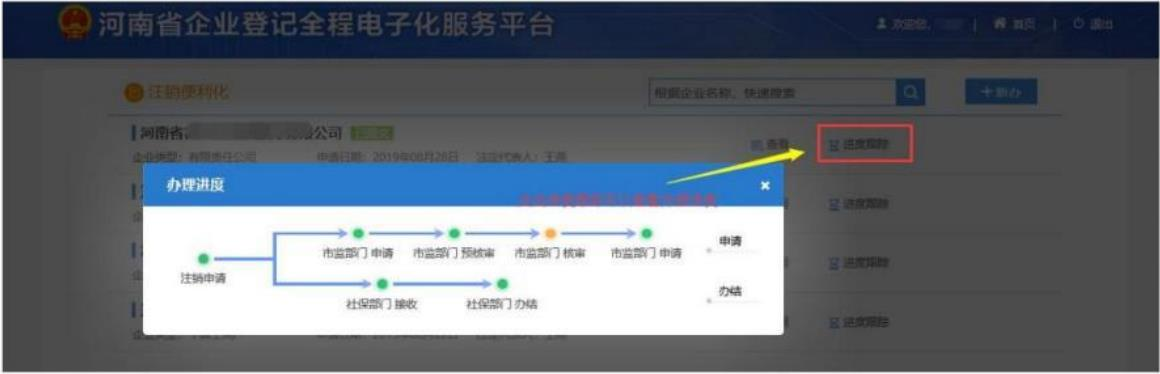 河南省企业登记全程电子化服务平台
欢迎您, | 首页 | 退出
注销便利化
根据企业名称、快速搜索
十新办
河南省 公司 已提交
查看
进度跟踪
企业类型：有限责任公司 申请日期：2019年08月28日 法定代表人：王燕
办理进度
×
进度跟踪
市监部门 申请 市监部门 预核审 市监部门 核审 市监部门 申请
申请
注销申请
进度跟踪
社保部门 接收 社保部门 办结
办结
进度跟踪